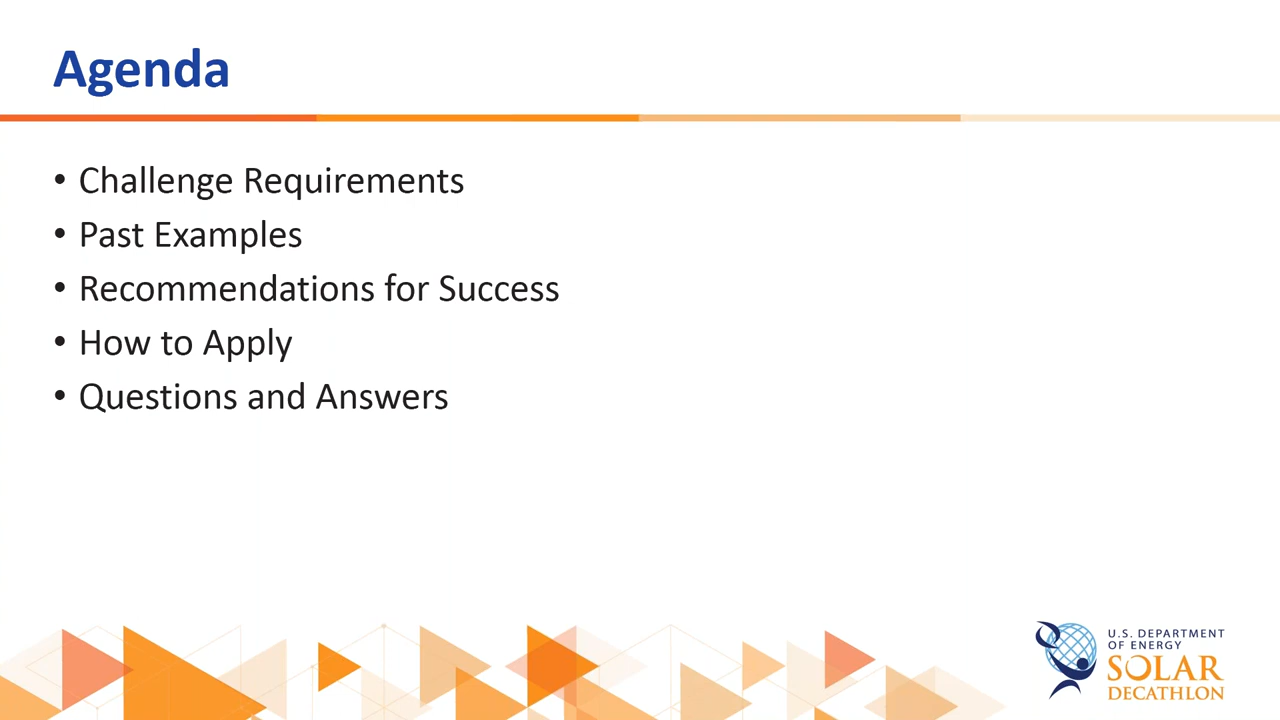 Agenda
• Challenge Requirements
• Past Examples
• Recommendations for Success
• How to Apply
• Questions and Answers
U.S. DEPARTMENT
OF ENERGY
SOLAR
DECATHLON